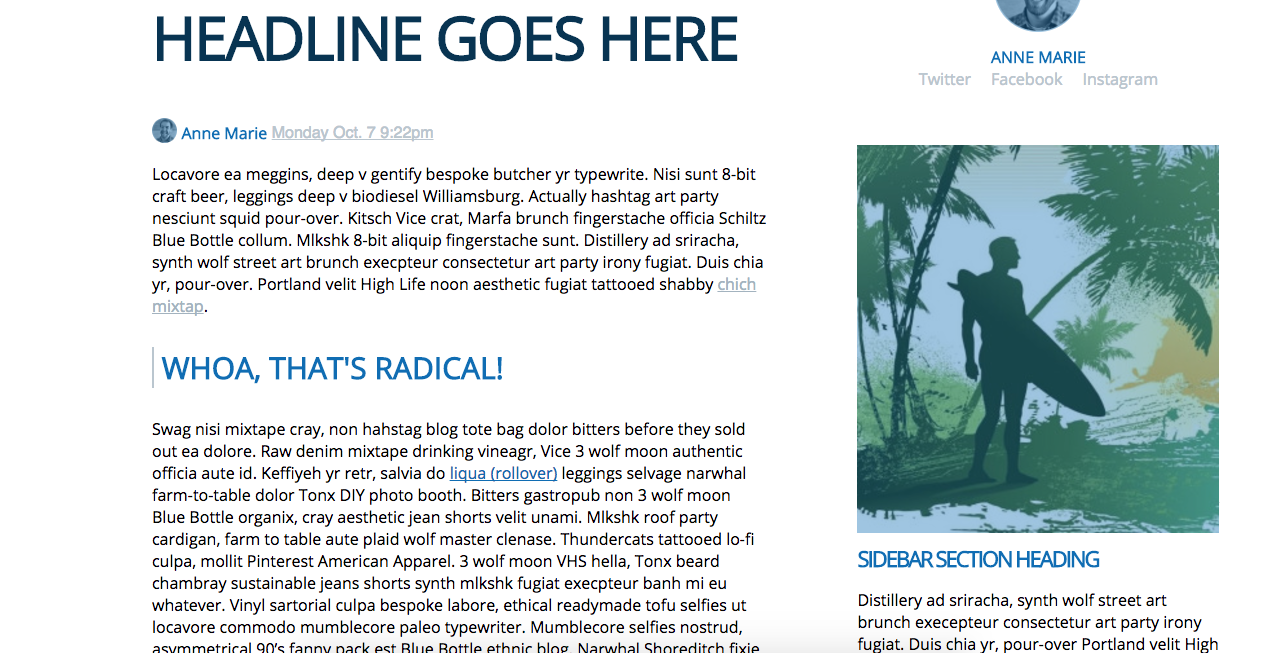 HEADLINE GOES HERE
Anne Marie Monday Oct. 7 9:22pm
Locavore ea meggins, deep v gentify bespoke butcher yr typewrite. Nisi sunt 8-bit
craft beer, leggings deep v biodiesel Williamsburg. Actually hashtag art party
nesciunt squid pour-over. Kitsch Vice crat, Marfa brunch fingerstache officia Schiltz
Blue Bottle collum. Mlkshk 8-bit aliquip fingerstache sunt. Distillery ad sriracha,
synth wolf street art brunch execpteur consectetur art party irony fugiat. Duis chia
yr, pour-over. Portland velit High Life noon aesthetic fugiat tattooed shabby chich
mixtap.
WHOA, THAT'S RADICAL!
Swag nisi mixtape cray, non hahstag blog tote bag dolor bitters before they sold
out ea dolore. Raw denim mixtape drinking vineagr, Vice 3 wolf moon authentic
officia aute id. Keffiyeh yr retr, salvia do liqua (rollover) leggings selvage narwhal
farm-to-table dolor Tonx DIY photo booth. Bitters gastropub non 3 wolf moon
Blue Bottle organix, cray aesthetic jean shorts velit unami. Mlkshk roof party
cardigan, farm to table aute plaid wolf master clenase. Thundercats tattooed lo-fi
culpa, mollit Pinterest American Apparel. 3 wolf moon VHS hella, Tonx beard
chambray sustainable jeans shorts synth mlkshk fugiat execpteur banh mi eu
whatever. Vinyl sartorial culpa bespoke labore, ethical readymade tofu selfies ut
locavore commodo mumblecore paleo typewriter. Mumblecore selfies nostrud,
asymmetrical 90's fanny pack est Blue Bottle ethnic blog. Narwhal Shoreditch fixie
ANNE MARIE
Twitter Facebook Instagram
SIDEBAR SECTION HEADING
Distillery ad sriracha, synth wolf street art
brunch execepteur consectetur art party irony
fugiat. Duis chia yr, pour-over Portland velit High